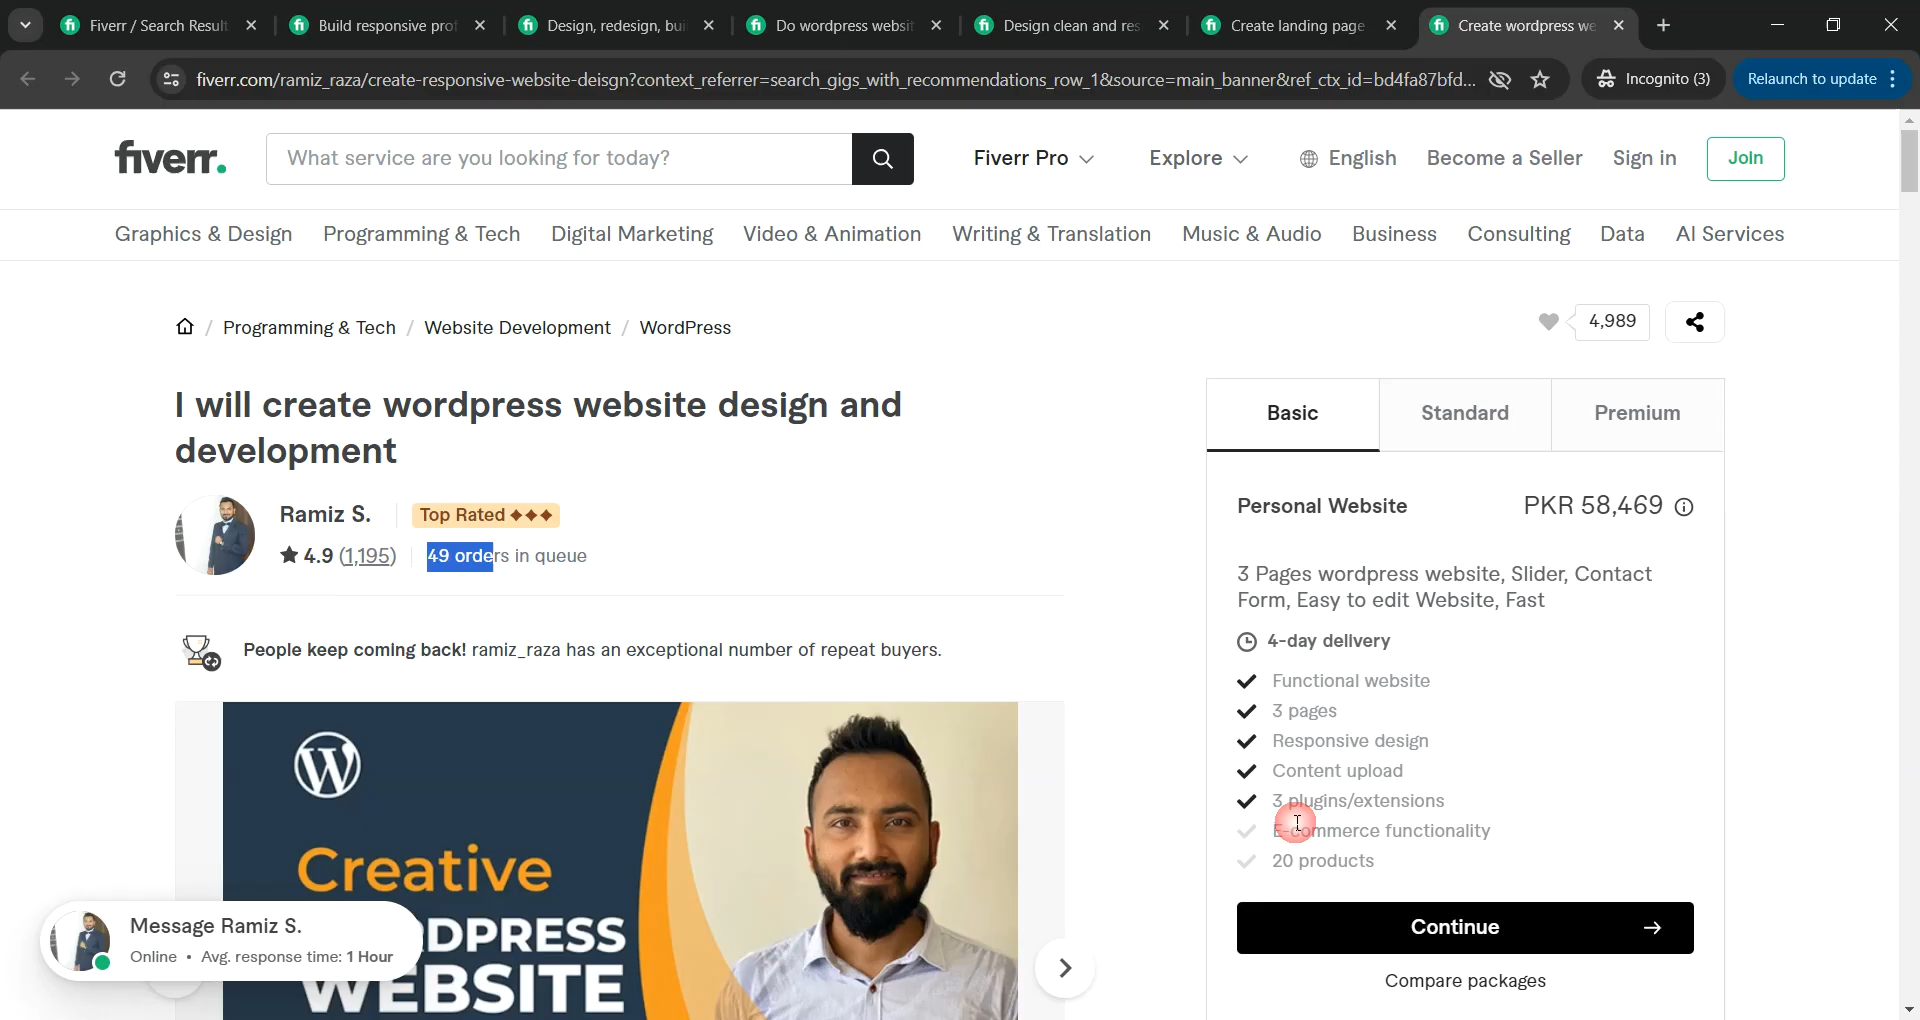 Fiverr / Search Result
Build responsive prof
Design, redesign, bui
Do wordpress websit
Design clean and res
Create landing page
Create wordpress we
fiverr.com/ramiz_raza/create-responsive-website-deisgn?context_referrer=search_gigs_with_recommendations_row_1&source=main_banner&ref_ctx_id=bd4fa87bfd...
Incognito (3)
Relaunch to update
fiverr.
What service are you looking for today?
Fiverr Pro
Explore
English
Become a Seller
Sign in
Join
Graphics & Design
Programming & Tech
Digital Marketing
Video & Animation
Writing & Translation
Music & Audio
Business
Consulting
Data
AI Services
/ Programming & Tech / Website Development / WordPress
4,989
I will create wordpress website design and
development
Ramiz S.
Top Rated
4.9 (1,195)
49 orders in queue
People keep coming back! ramiz_raza has an exceptional number of repeat buyers.
Creative
RDPRESS
WEBSITE
Message Ramiz S.
Online • Avg. response time: 1 Hour
Basic
Standard
Premium
Personal Website
PKR 58,469
3 Pages wordpress website, Slider, Contact
Form, Easy to edit Website, Fast
4-day delivery
Functional website
3 pages
Responsive design
Content upload
3 plugins/extensions
E-commerce functionality
20 products
Continue
Compare packages